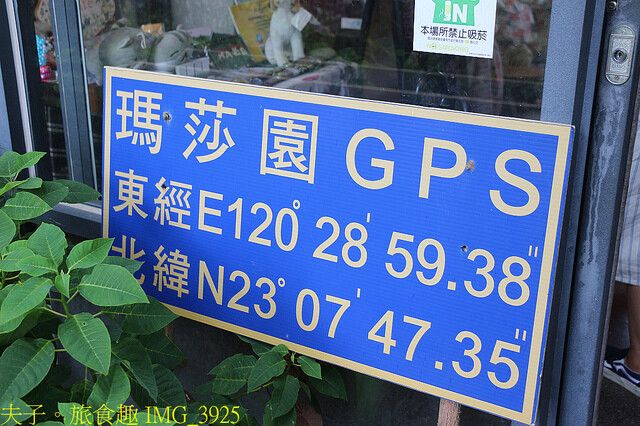 本場所禁止吸菸
瑪莎園GPS
東經E120° 28' 59.38"
北緯N23° 07' 47.35"
夫子。旅食趣 IMG_3925